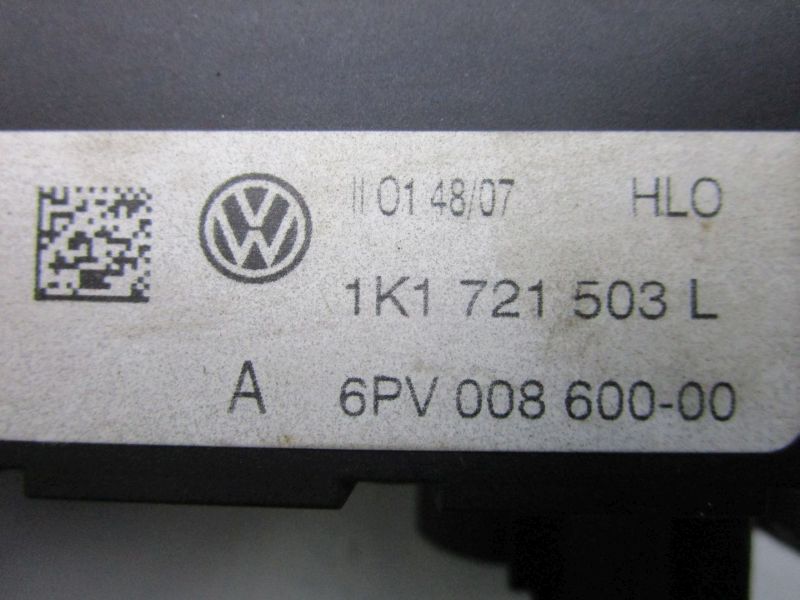 II 01 48/07 HLO
1K1 721 503 L
A 6PV 008 600-00